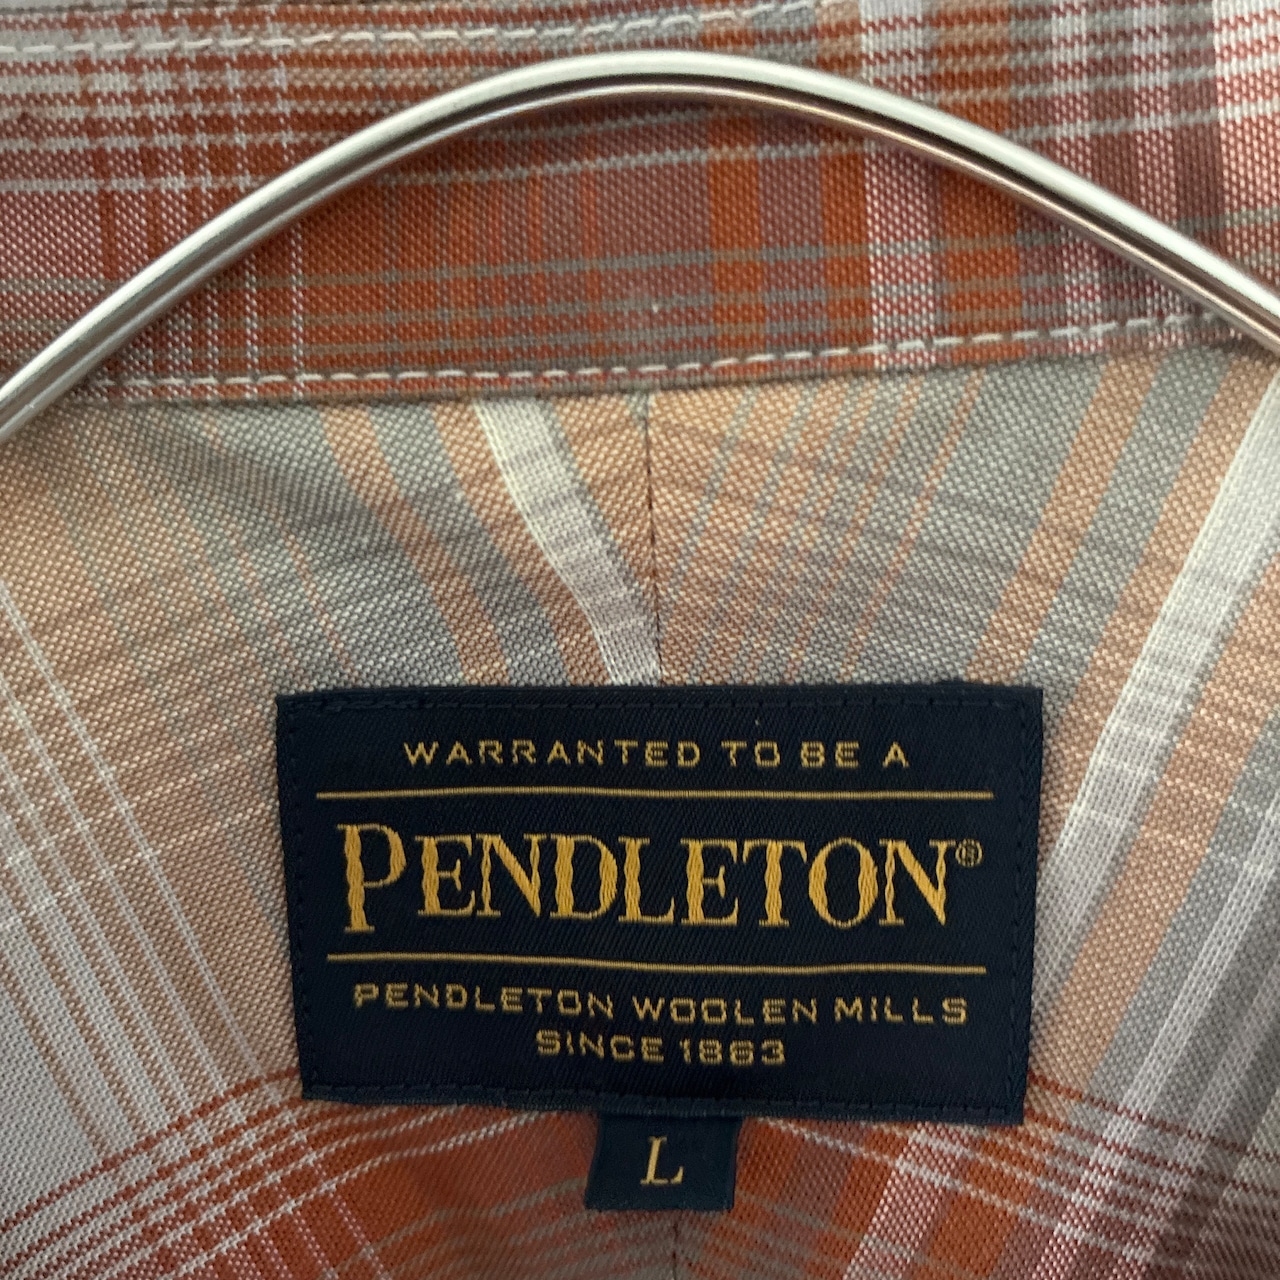 WARRANTED TO BE A
PENDLETON®
PENDLETON WOOLEN MILLS
SINCE 1863
L